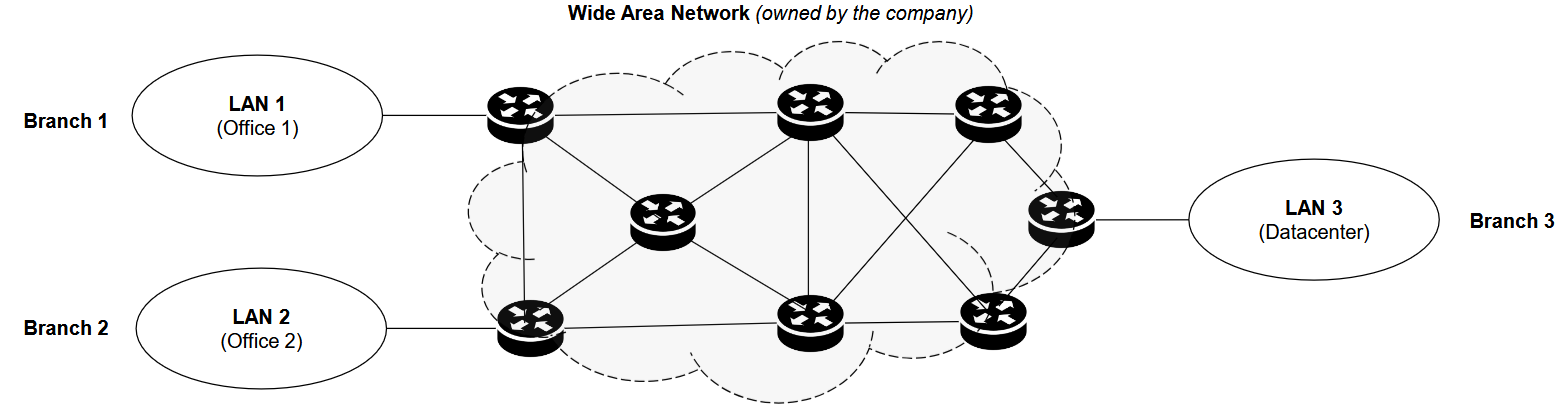 Wide Area Network (owned by the company)
Branch 1
LAN 1
(Office 1)
LAN 3
(Datacenter)
Branch 3
Branch 2
LAN 2
(Office 2)